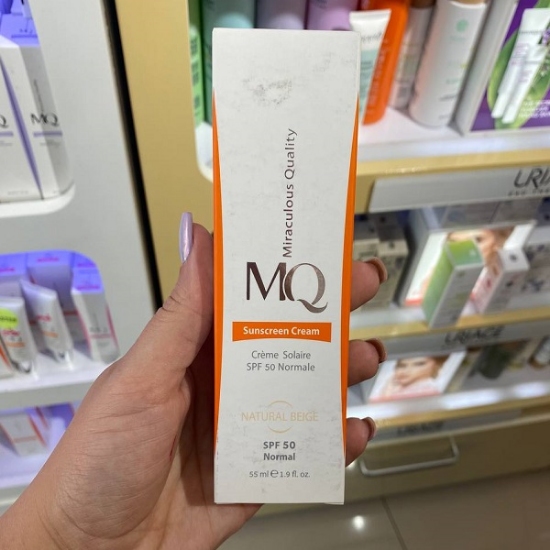 Miraculous Quality
MQ
Sunscreen Cream
Crème Solaire
SPF 50 Normale
NATURAL BEIGE
SPF 50
Normal
55 ml ℮ 1.9 fl. oz.
MQ
URIAGE
URIAGE